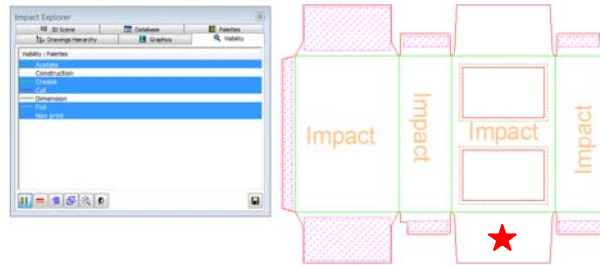 Impact Explorer
3D Scene Database Palettes
Drawings Hierarchy Graphics Visibility
Visibility : Palettes
Acetate
Construction
Crease
Cut
Dimension
Foil
Non print
Impact
Impact
Impact
Impact